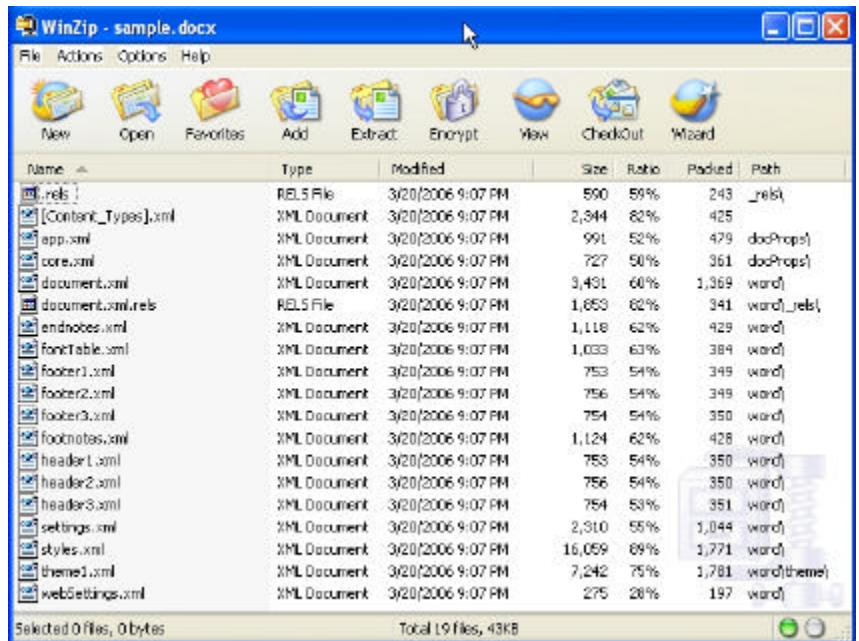 WinZip - sample.docx
File Actions Options Help
New Open Favorites Add Extract Encrypt View CheckOut Wizard
Name Type Modified Size Ratio Packed Path
.rels RELS File 3/20/2006 9:07 PM 590 59% 243 _rels\
[Content_Types].xml XML Document 3/20/2006 9:07 PM 2,344 82% 425
app.xml XML Document 3/20/2006 9:07 PM 991 52% 479 docProps\
core.xml XML Document 3/20/2006 9:07 PM 727 50% 361 docProps\
document.xml XML Document 3/20/2006 9:07 PM 3,431 60% 1,369 word\
document.xml.rels RELS File 3/20/2006 9:07 PM 1,853 82% 341 word\_rels\
endnotes.xml XML Document 3/20/2006 9:07 PM 1,118 62% 429 word\
fontTable.xml XML Document 3/20/2006 9:07 PM 1,033 63% 384 word\
footer1.xml XML Document 3/20/2006 9:07 PM 753 54% 349 word\
footer2.xml XML Document 3/20/2006 9:07 PM 756 54% 349 word\
footer3.xml XML Document 3/20/2006 9:07 PM 754 54% 350 word\
footnotes.xml XML Document 3/20/2006 9:07 PM 1,124 62% 428 word\
header1.xml XML Document 3/20/2006 9:07 PM 753 54% 350 word\
header2.xml XML Document 3/20/2006 9:07 PM 756 54% 350 word\
header3.xml XML Document 3/20/2006 9:07 PM 754 53% 351 word\
settings.xml XML Document 3/20/2006 9:07 PM 2,310 55% 1,044 word\
styles.xml XML Document 3/20/2006 9:07 PM 16,059 89% 1,771 word\
theme1.xml XML Document 3/20/2006 9:07 PM 7,242 75% 1,781 word\theme\
webSettings.xml XML Document 3/20/2006 9:07 PM 275 28% 197 word\
Selected 0 files, 0 bytes Total 19 files, 43KB